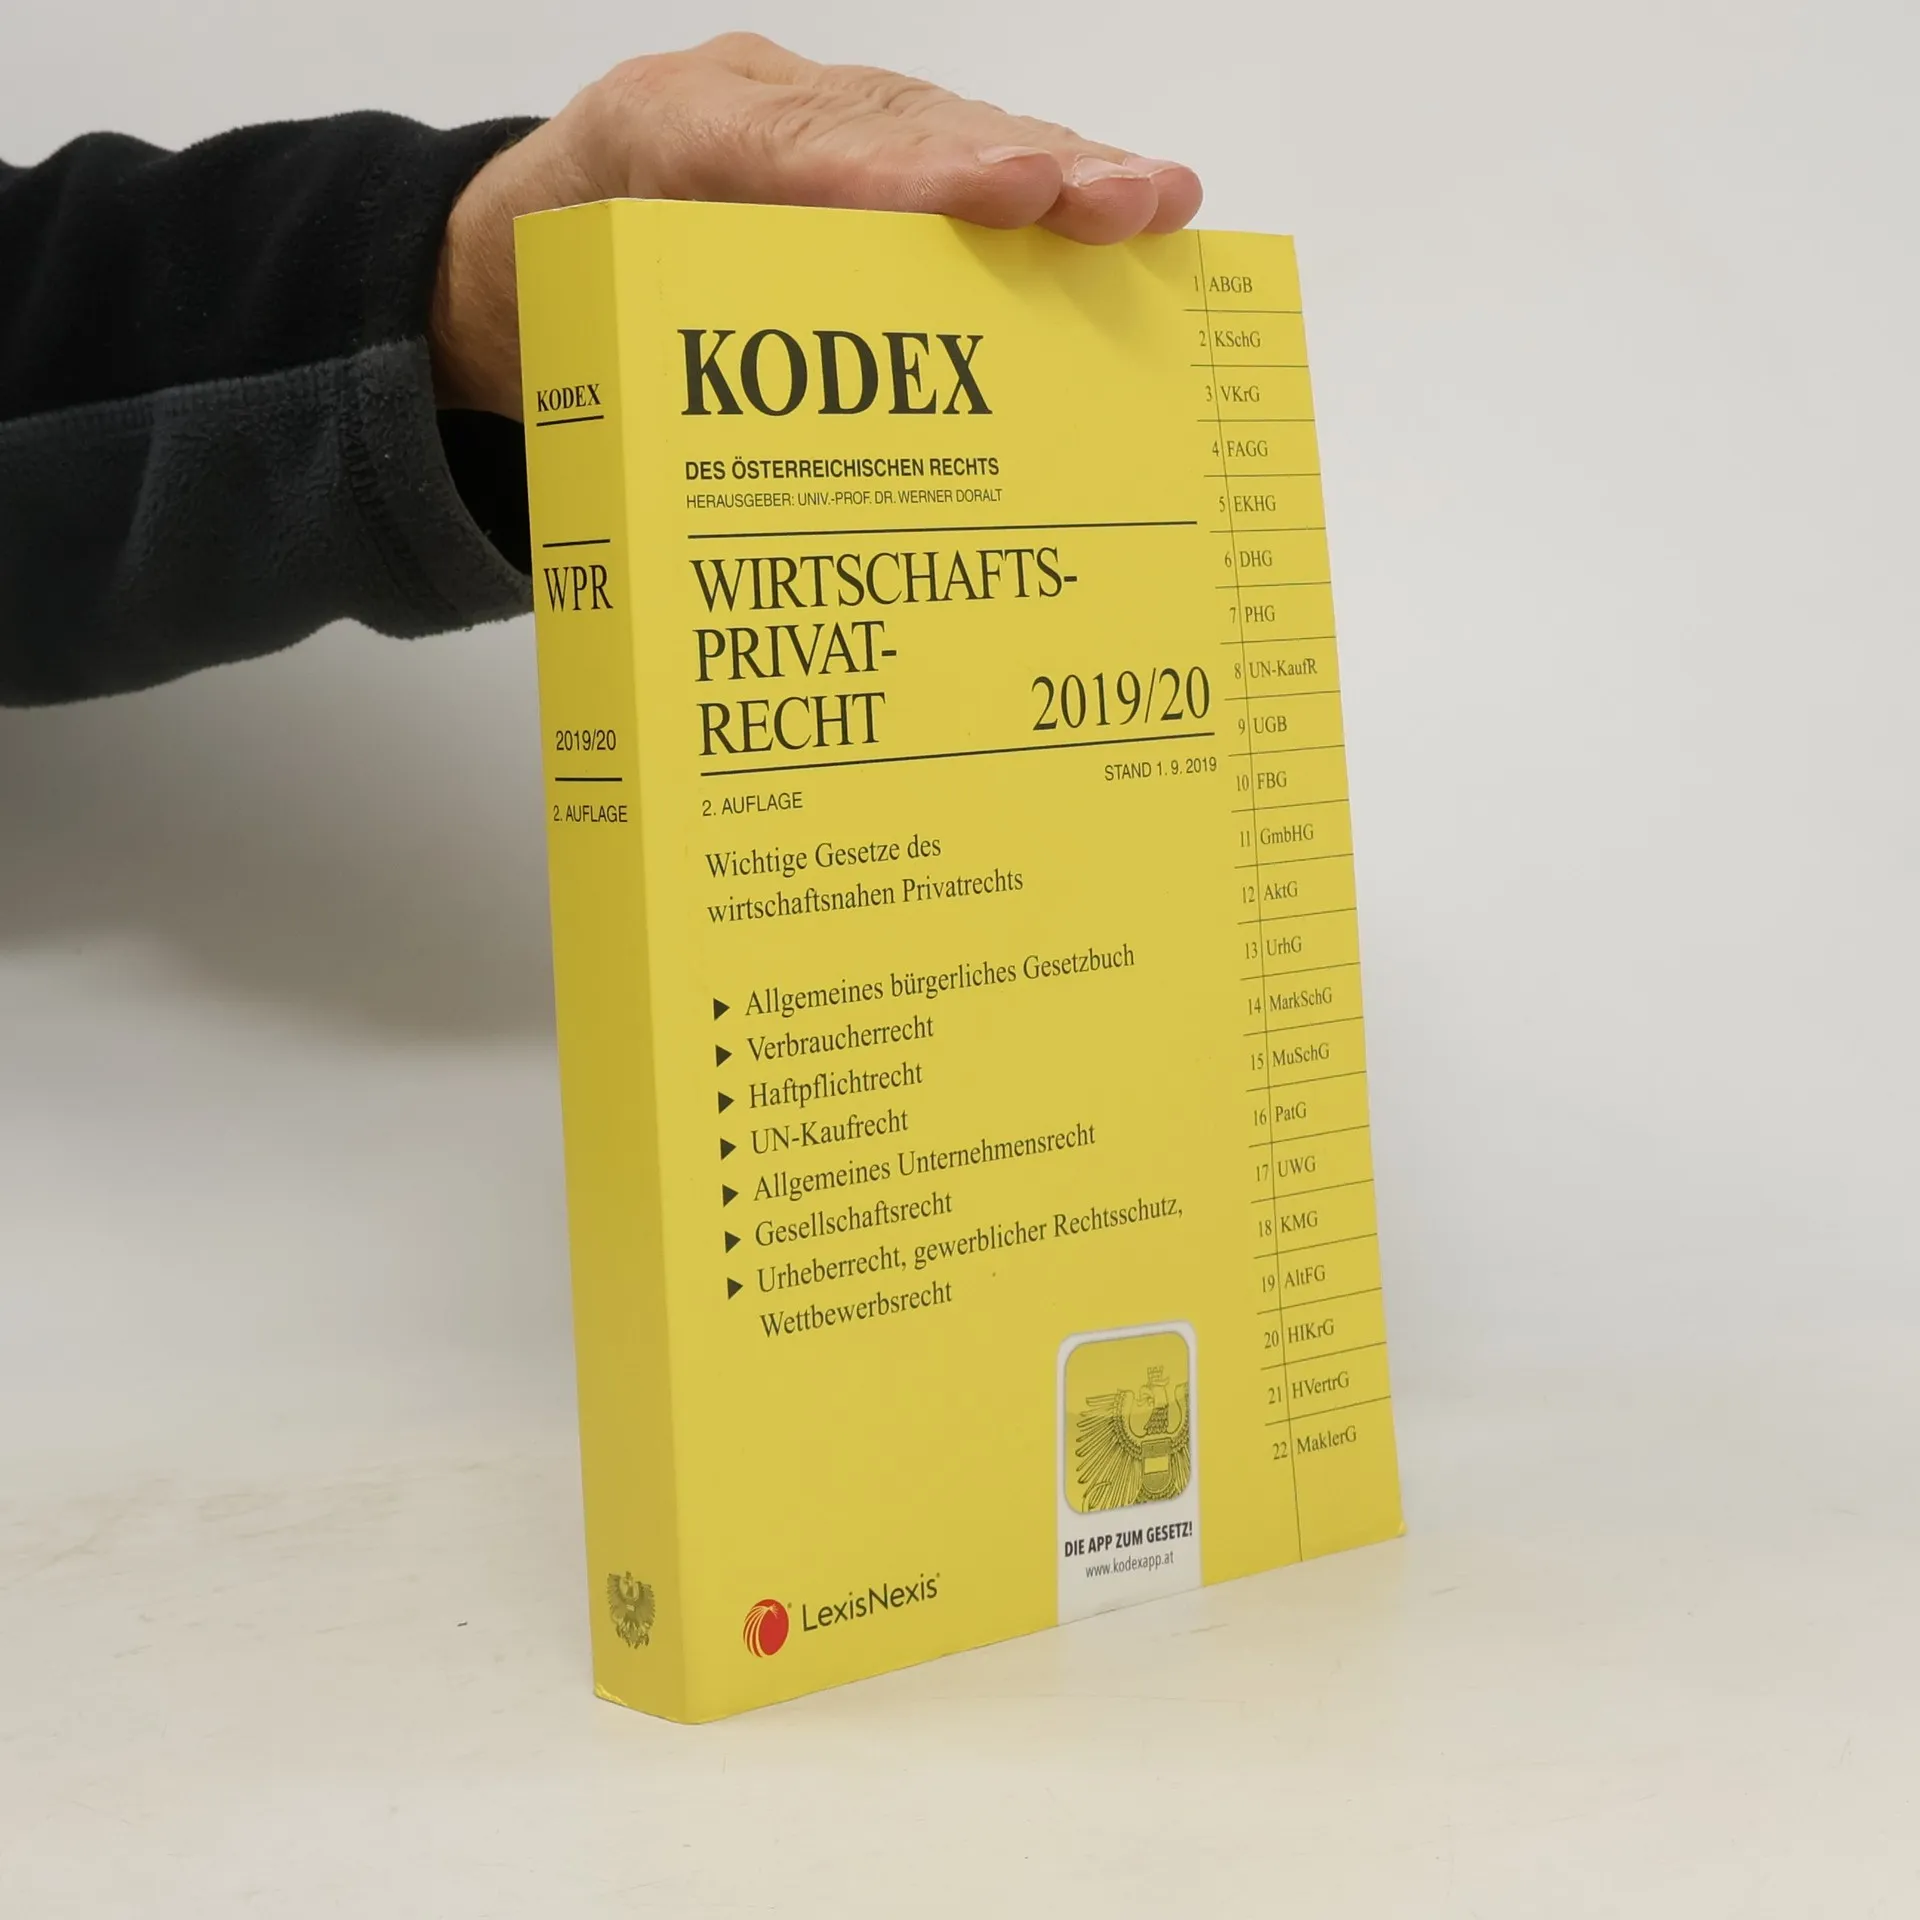 KODEX
WPR
2019/20
2. AUFLAGE
KODEX
DES ÖSTERREICHISCHEN RECHTS
HERAUSGEBER: UNIV.-PROF. DR. WERNER DORALT
WIRTSCHAFTS-
PRIVAT-
RECHT
2019/20
STAND 1. 9. 2019
2. AUFLAGE
Wichtige Gesetze des
wirtschaftsnahen Privatrechts
▶ Allgemeines bürgerliches Gesetzbuch
▶ Verbraucherrecht
▶ Haftpflichtrecht
▶ UN-Kaufrecht
▶ Allgemeines Unternehmensrecht
▶ Gesellschaftsrecht
▶ Urheberrecht, gewerblicher Rechtsschutz,
Wettbewerbsrecht
DIE APP ZUM GESETZ!
www.kodexapp.at
LexisNexis®
1 ABGB
2 KSchG
3 VKrG
4 FAGG
5 EKHG
6 DHG
7 PHG
8 UN-KaufR
9 UGB
10 FBG
11 GmbHG
12 AktG
13 UrhG
14 MarkSchG
15 MuSchG
16 PatG
17 UWG
18 KMG
19 AltFG
20 HIKrG
21 HVertrG
22 MaklerG